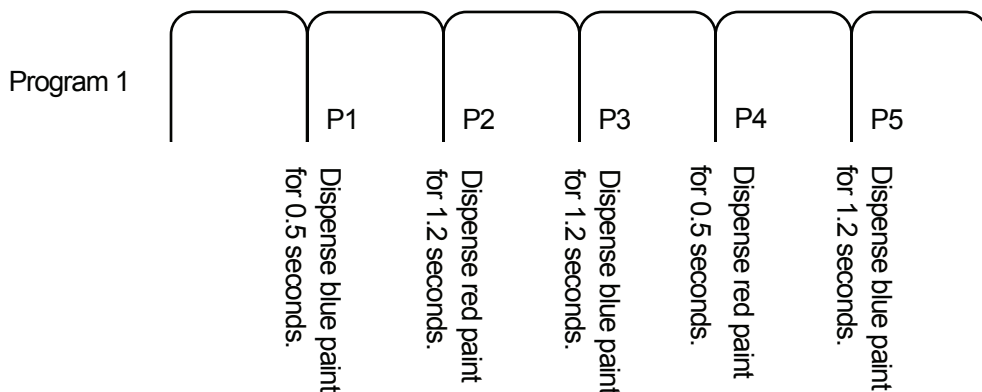 Program 1
P1
P2
P3
P4
P5
Dispense blue paint
for 0.5 seconds.
Dispense red paint
for 1.2 seconds.
Dispense blue paint
for 1.2 seconds.
Dispense red paint
for 0.5 seconds.
Dispense blue paint
for 1.2 seconds.